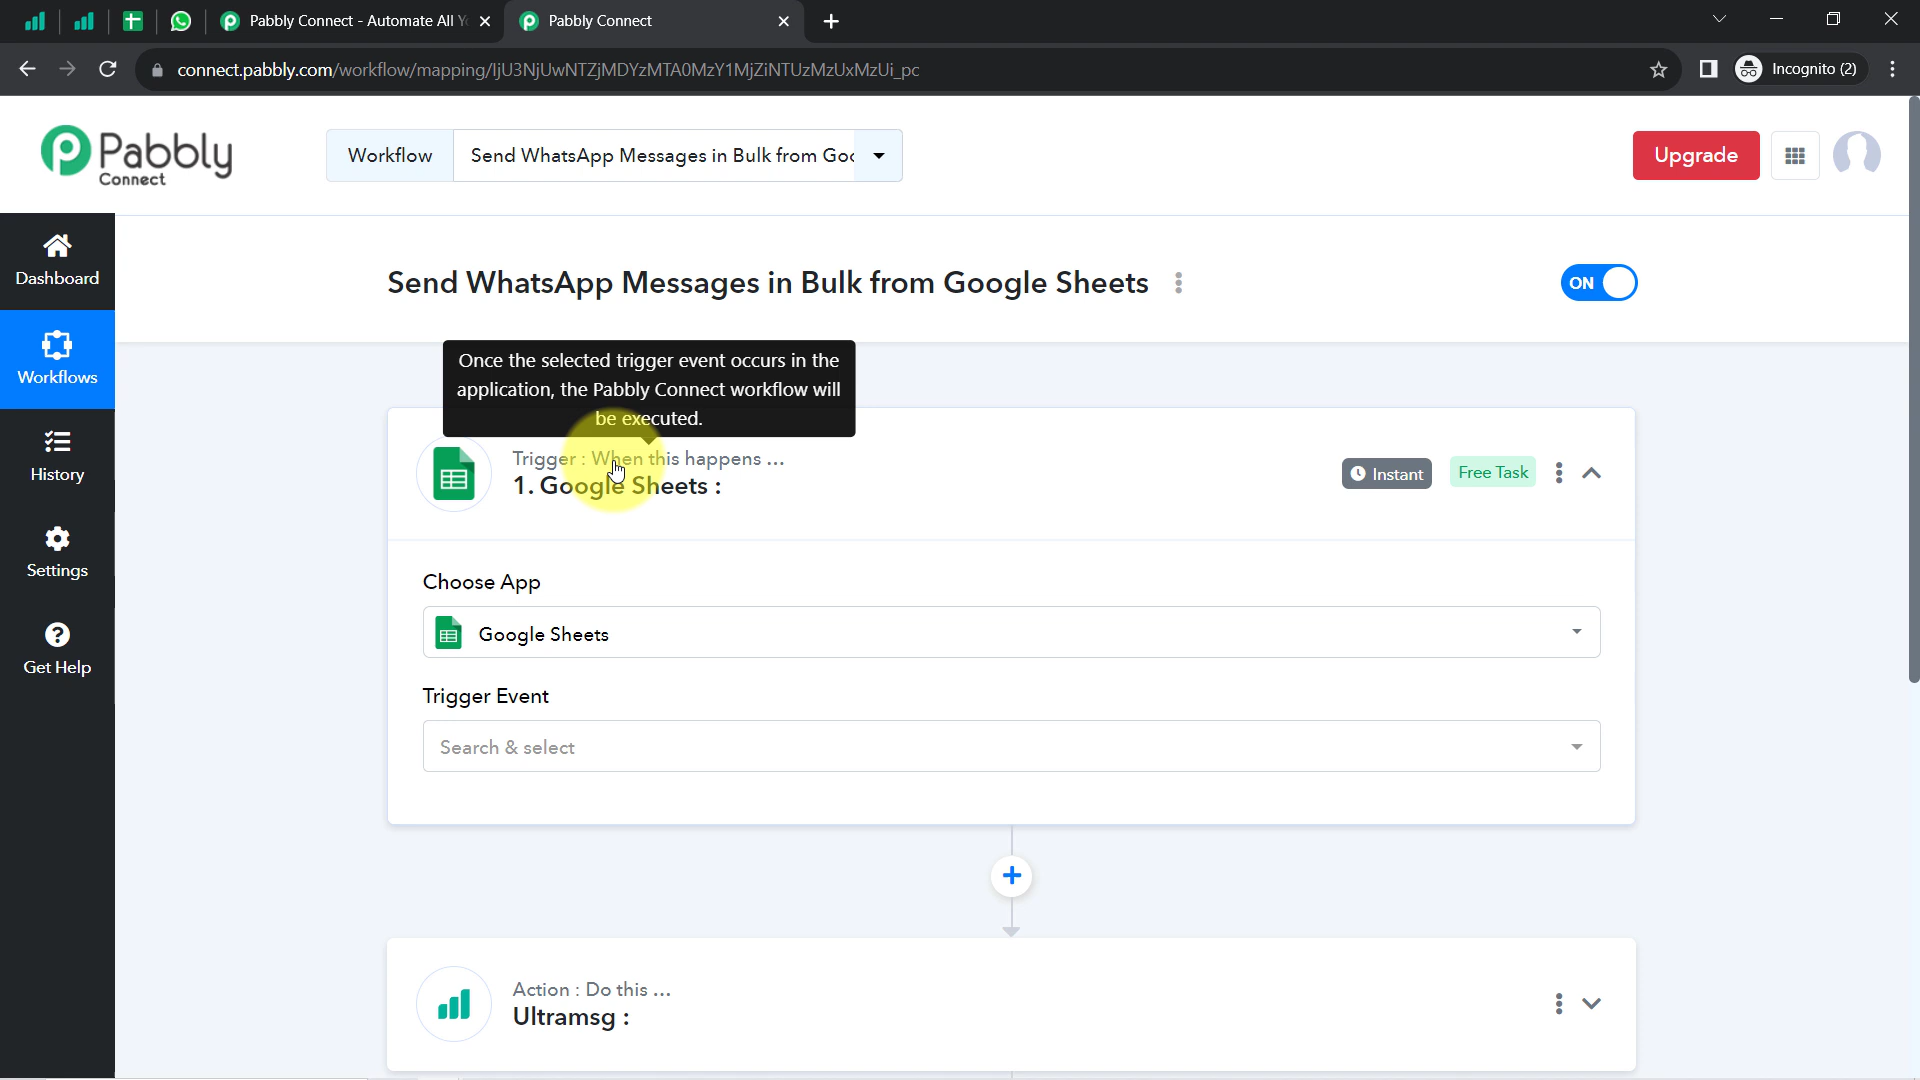 Pabbly Connect - Automate All Y
Pabbly Connect
connect.pabbly.com/workflow/mapping/IjU3NjUwNTZjMDYzMTA0MzY1MjZiNTUzMzUxMzUi_pc
Incognito (2)
Pabbly
Connect
Workflow
Send WhatsApp Messages in Bulk from Goo
Upgrade
Dashboard
Workflows
History
Settings
Get Help
Send WhatsApp Messages in Bulk from Google Sheets
ON
Once the selected trigger event occurs in the
application, the Pabbly Connect workflow will
be executed.
Trigger : When this happens ...
1. Google Sheets :
Instant
Free Task
Choose App
Google Sheets
Trigger Event
Search & select
Action : Do this ...
Ultramsg :